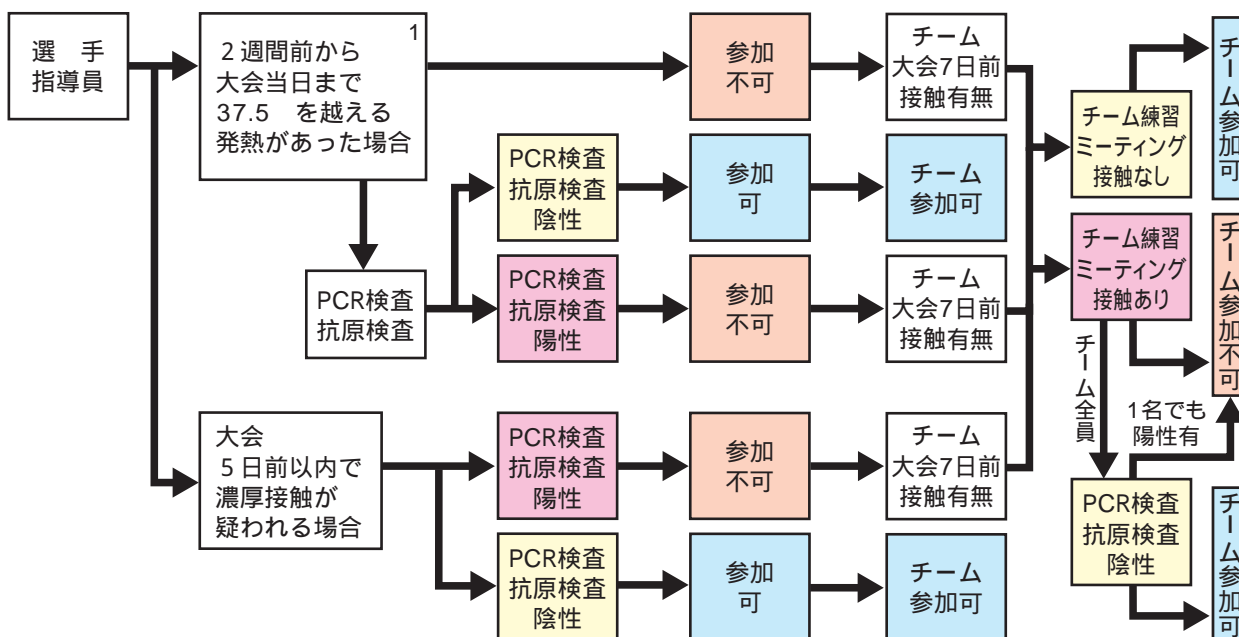 選　手
指導員
1
２週間前から
大会当日まで
37.5　を越える
発熱があった場合
参加
不可
チーム
大会7日前
接触有無
PCR検査
抗原検査
陰性
参加
可
チーム
参加可
PCR検査
抗原検査
PCR検査
抗原検査
陽性
参加
不可
チーム
大会7日前
接触有無
大会
５日前以内で
濃厚接触が
疑われる場合
PCR検査
抗原検査
陽性
参加
不可
チーム
大会7日前
接触有無
PCR検査
抗原検査
陰性
参加
可
チーム
参加可
チーム練習
ミーティング
接触なし
チーム参加可
チーム練習
ミーティング
接触あり
チーム参加不可
チーム全員
1名でも
陽性有
PCR検査
抗原検査
陰性
チーム参加可